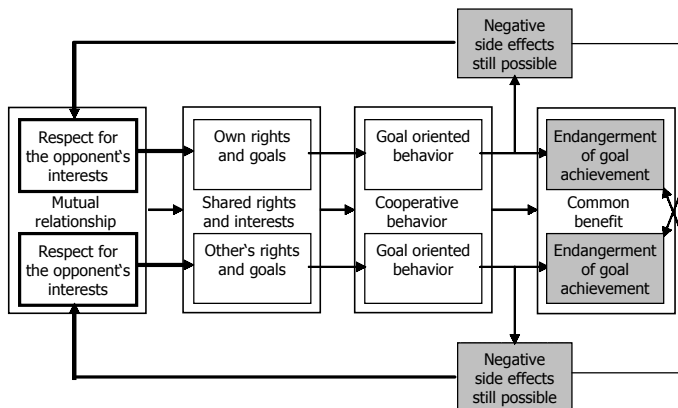 Negative
side effects
still possible
Respect for
the opponent‘s
interests
Own rights
and goals
Goal oriented
behavior
Endangerment
of goal
achievement
Mutual
relationship
Shared rights
and interests
Cooperative
behavior
Common
benefit
Respect for
the opponent‘s
interests
Other‘s rights
and goals
Goal oriented
behavior
Endangerment
of goal
achievement
Negative
side effects
still possible